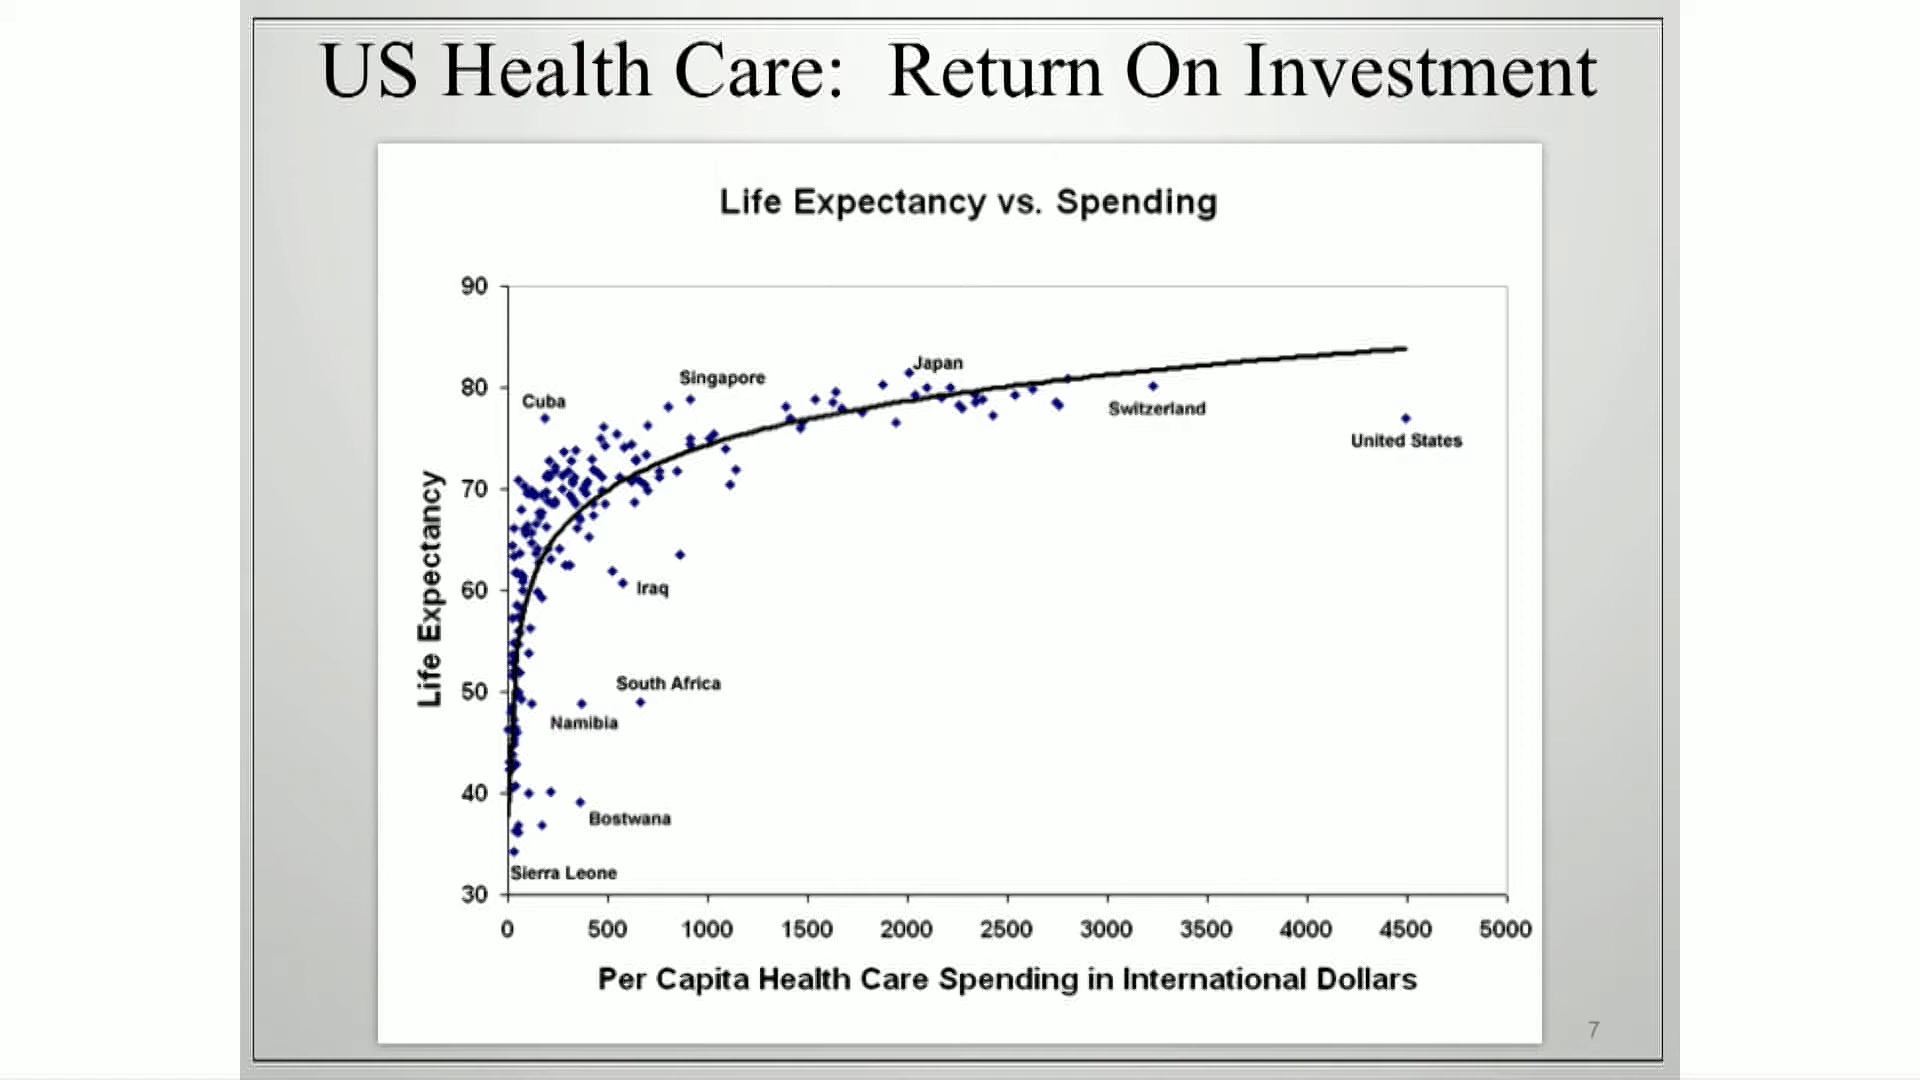 US Health Care: Return On Investment
Life Expectancy vs. Spending
90
80
70
60
50
40
30
Life Expectancy
Cuba
Singapore
Japan
Switzerland
United States
Iraq
South Africa
Namibia
Bostwana
Sierra Leone
0 500 1000 1500 2000 2500 3000 3500 4000 4500 5000
Per Capita Health Care Spending in International Dollars
7